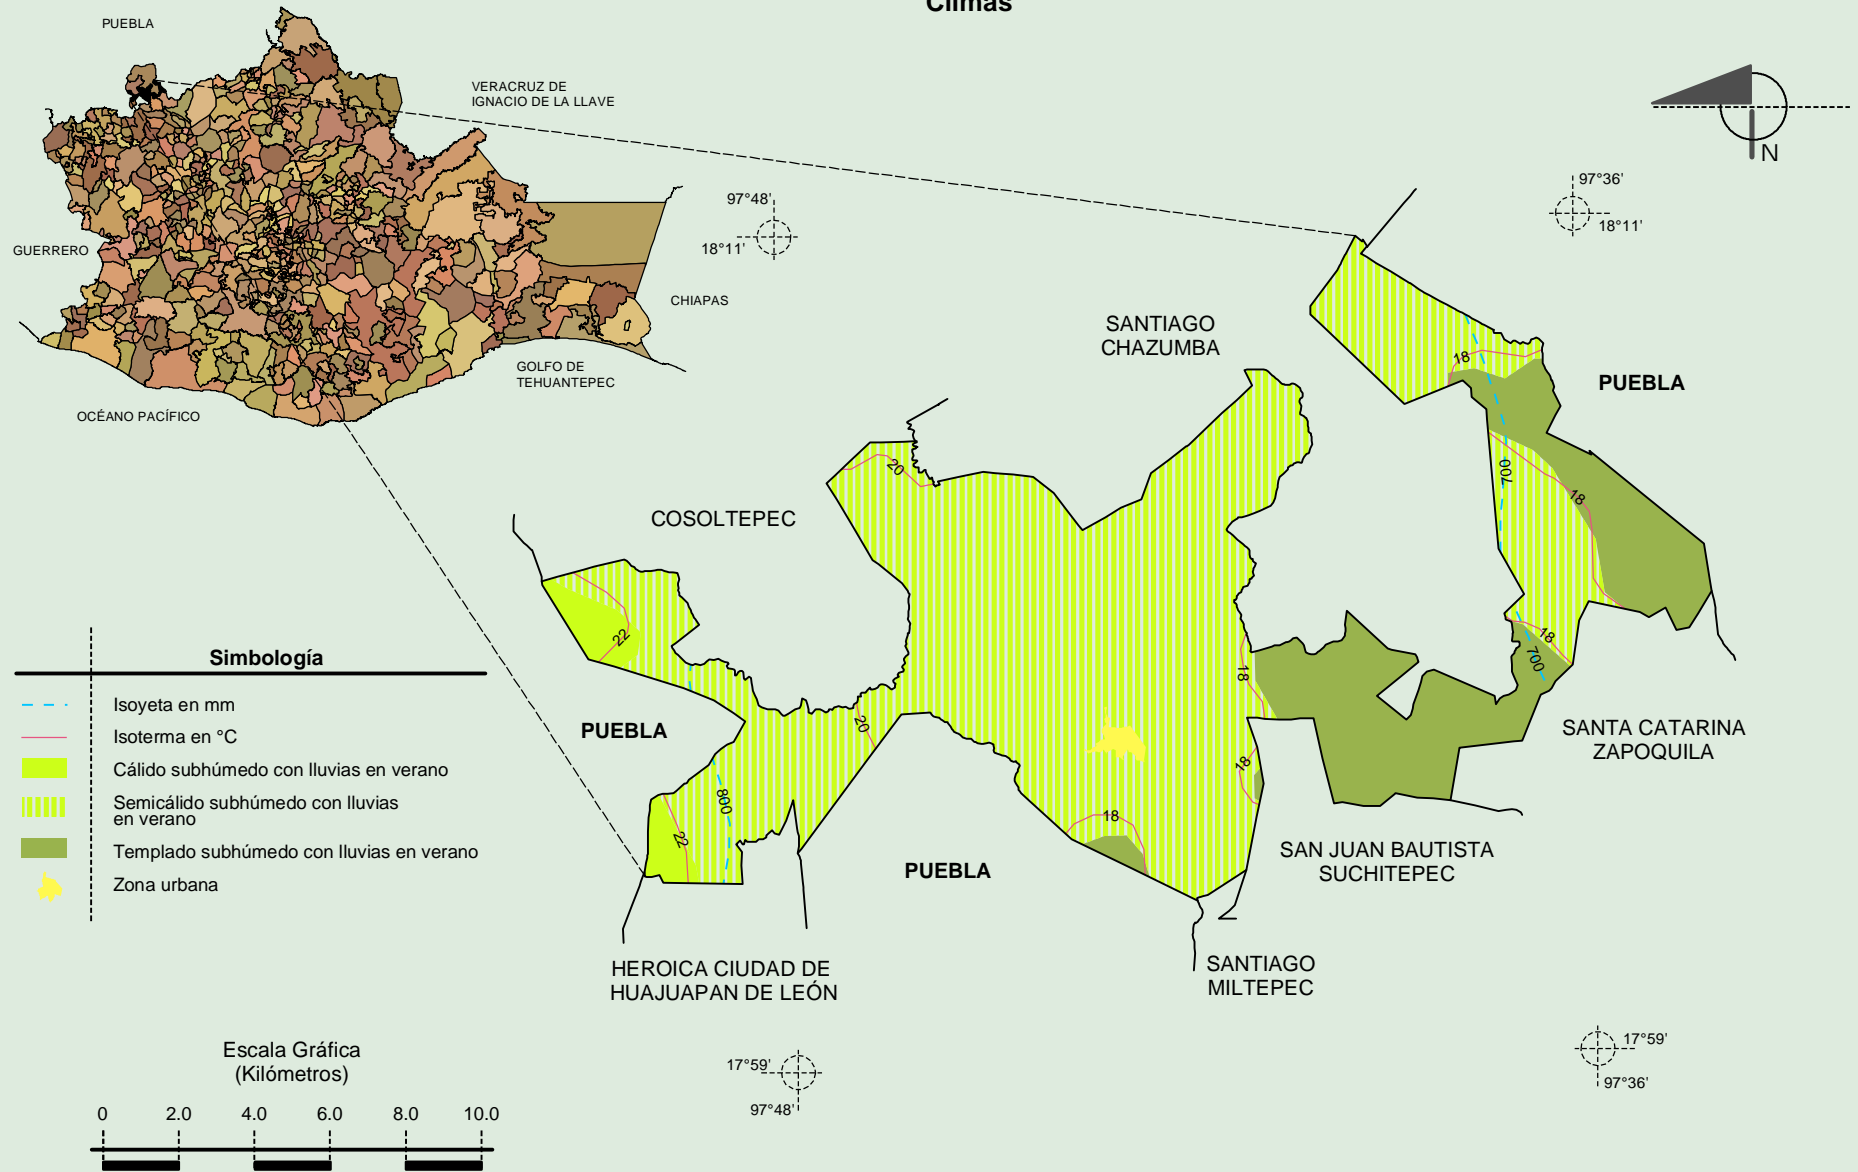 Climas
PUEBLA
VERACRUZ DE
IGNACIO DE LA LLAVE
GUERRERO
CHIAPAS
GOLFO DE
TEHUANTEPEC
OCÉANO PACÍFICO
N
97°48'
18°11'
97°36'
18°11'
SANTIAGO
CHAZUMBA
PUEBLA
COSOLTEPEC
PUEBLA
SANTA CATARINA
ZAPOQUILA
SAN JUAN BAUTISTA
SUCHITEPEC
PUEBLA
HEROICA CIUDAD DE
HUAJUAPAN DE LEÓN
SANTIAGO
MILTEPEC
18
700
18
20
22
18
700
18
20
18
800
22
18
Simbología
Isoyeta en mm
Isoterma en °C
Cálido subhúmedo con lluvias en verano
Semicálido subhúmedo con lluvias
en verano
Templado subhúmedo con lluvias en verano
Zona urbana
17°59'
97°48'
17°59'
97°36'
Escala Gráfica
(Kilómetros)
0 2.0 4.0 6.0 8.0 10.0